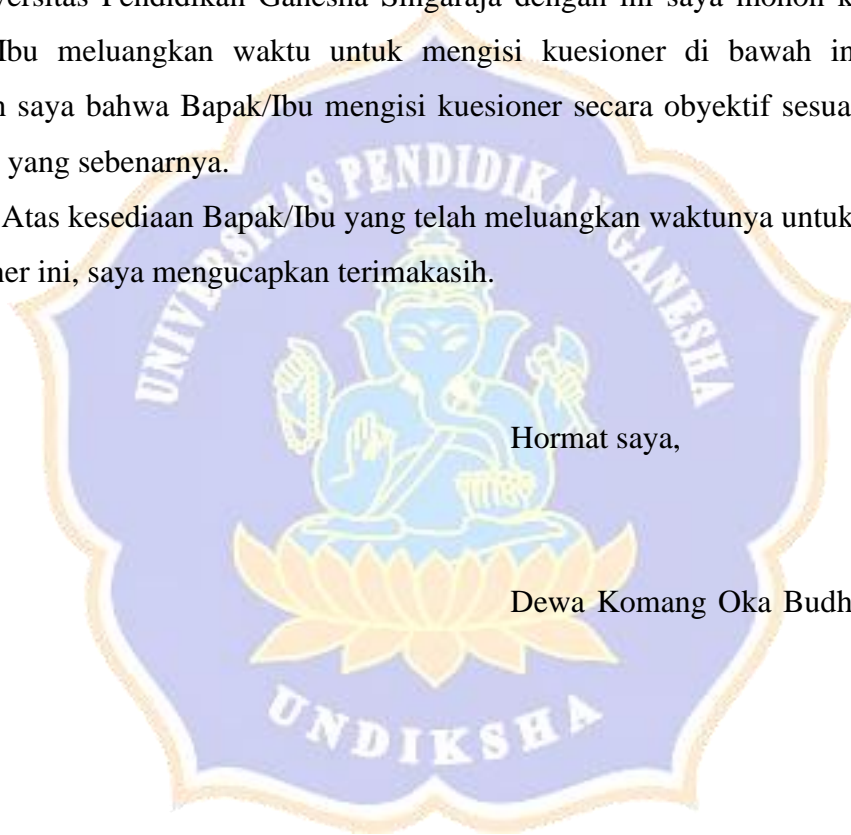 versitas Pendidikan Ganesha Singaraja dengan ini saya mohon k
Ibu meluangkan waktu untuk mengisi kuesioner di bawah in
n saya bahwa Bapak/Ibu mengisi kuesioner secara obyektif sesua
yang sebenarnya.
Atas kesediaan Bapak/Ibu yang telah meluangkan waktunya untuk
ner ini, saya mengucapkan terimakasih.
UNIVERSITAS PENDIDIKAN GANESHA
Hormat saya,
Dewa Komang Oka Budh
UNDIKSHA